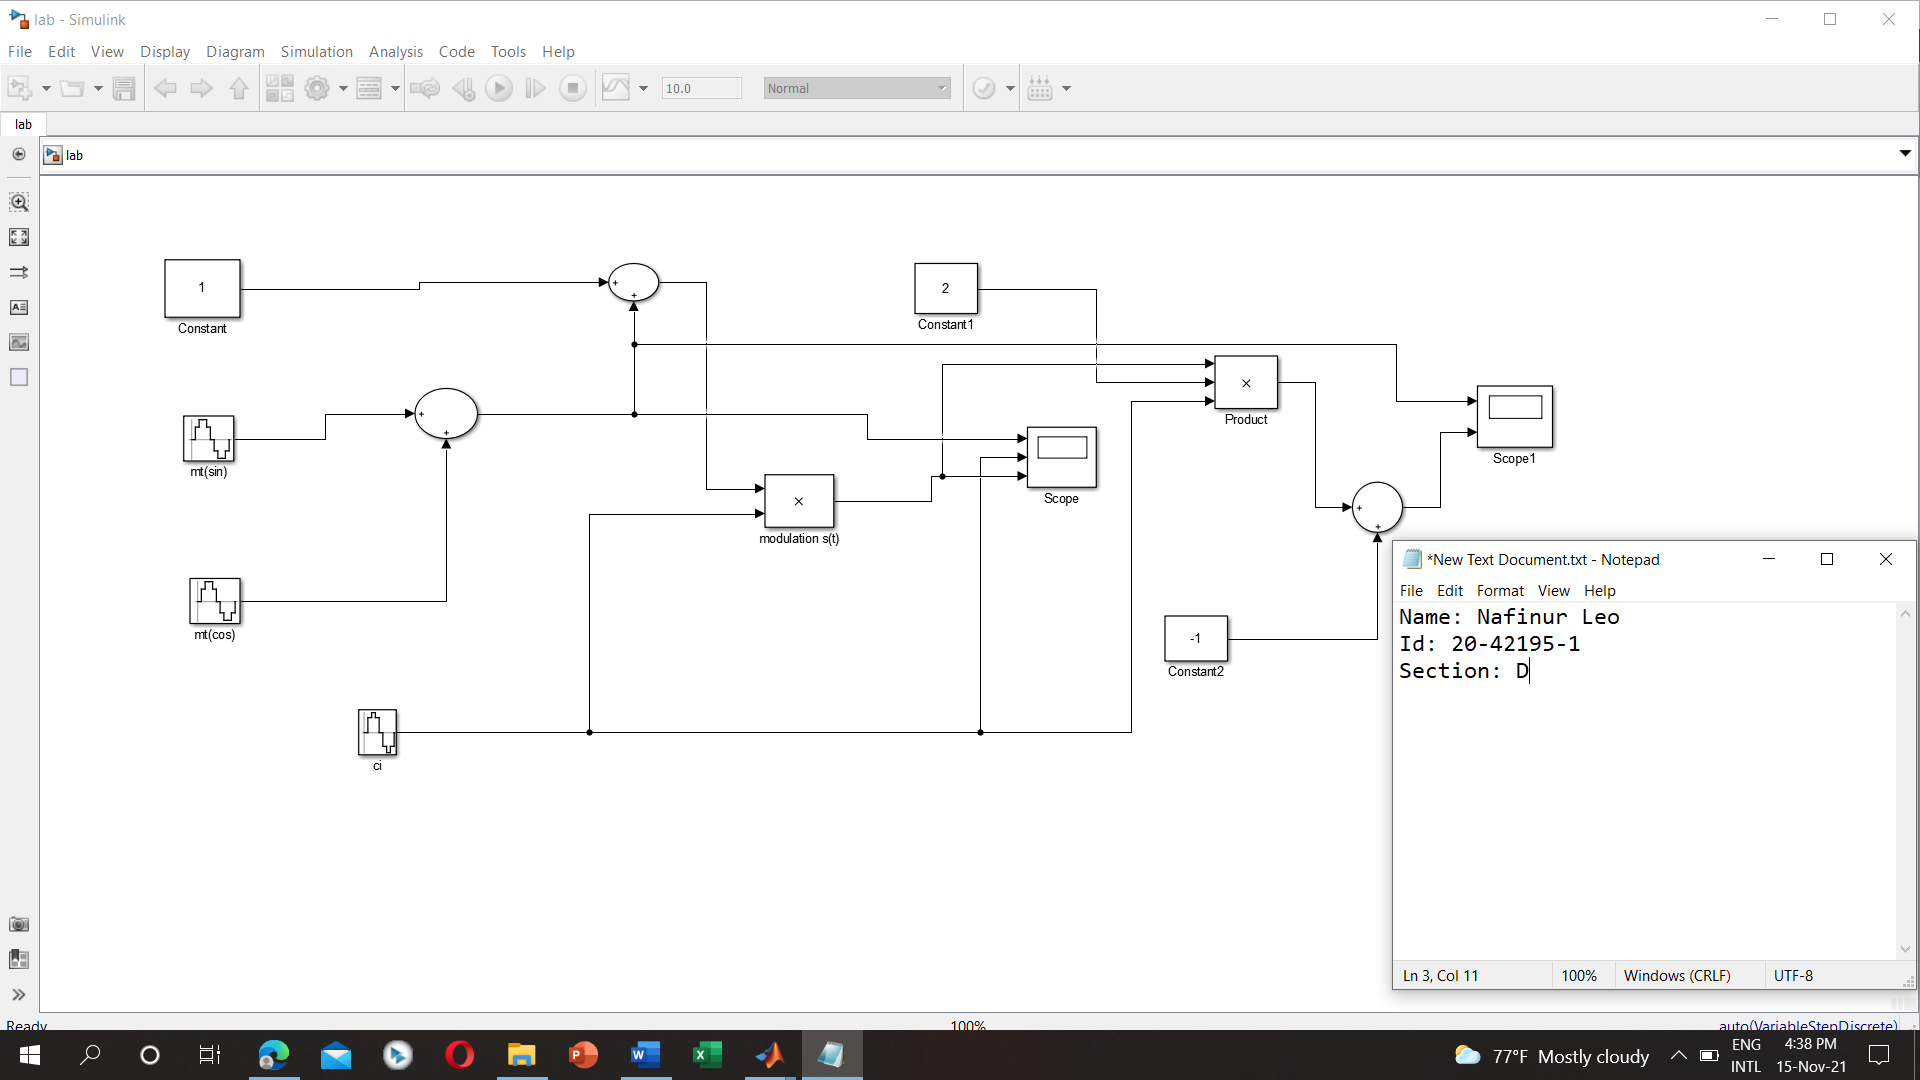 lab - Simulink
File Edit View Display Diagram Simulation Analysis Code Tools Help
10.0 Normal
lab
lab
1
Constant
2
Constant1
×
Product
Scope1
mt(sin)
×
modulation s(t)
Scope
mt(cos)
-1
Constant2
ci
*New Text Document.txt - Notepad
File Edit Format View Help
Name: Nafinur Leo
Id: 20-42195-1
Section: D
Ln 3, Col 11 100% Windows (CRLF) UTF-8
Ready 100% auto(VariableStepDiscrete)
77°F Mostly cloudy
ENG
INTL
4:38 PM
15-Nov-21